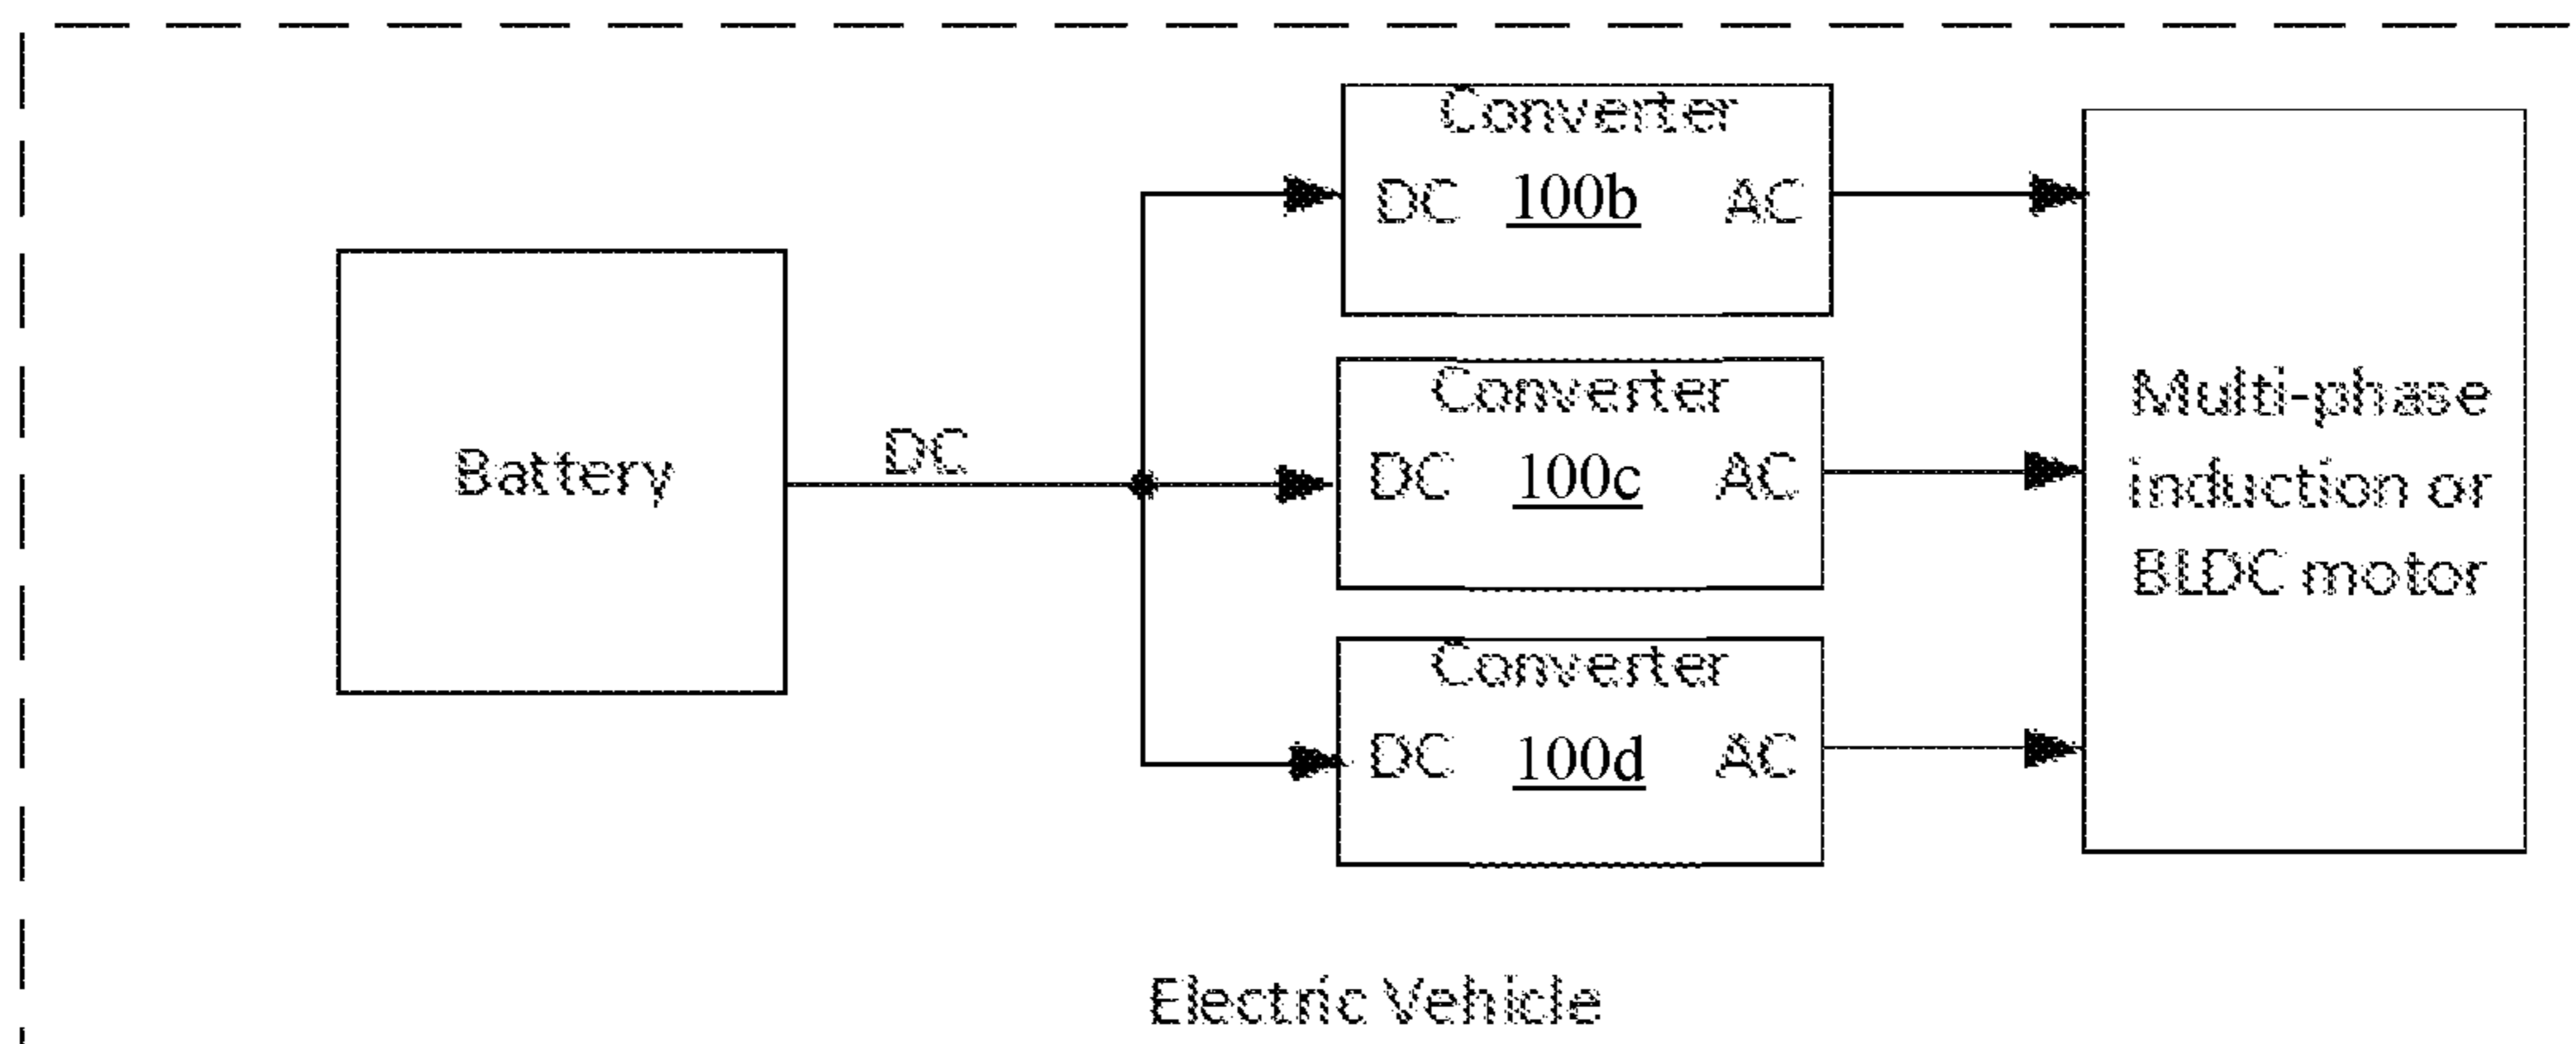 Converter
DC 100b AC
Battery
DC
Converter
DC 100c AC
Converter
DC 100d AC
Multi-phase
induction or
BLDC motor
Electric Vehicle